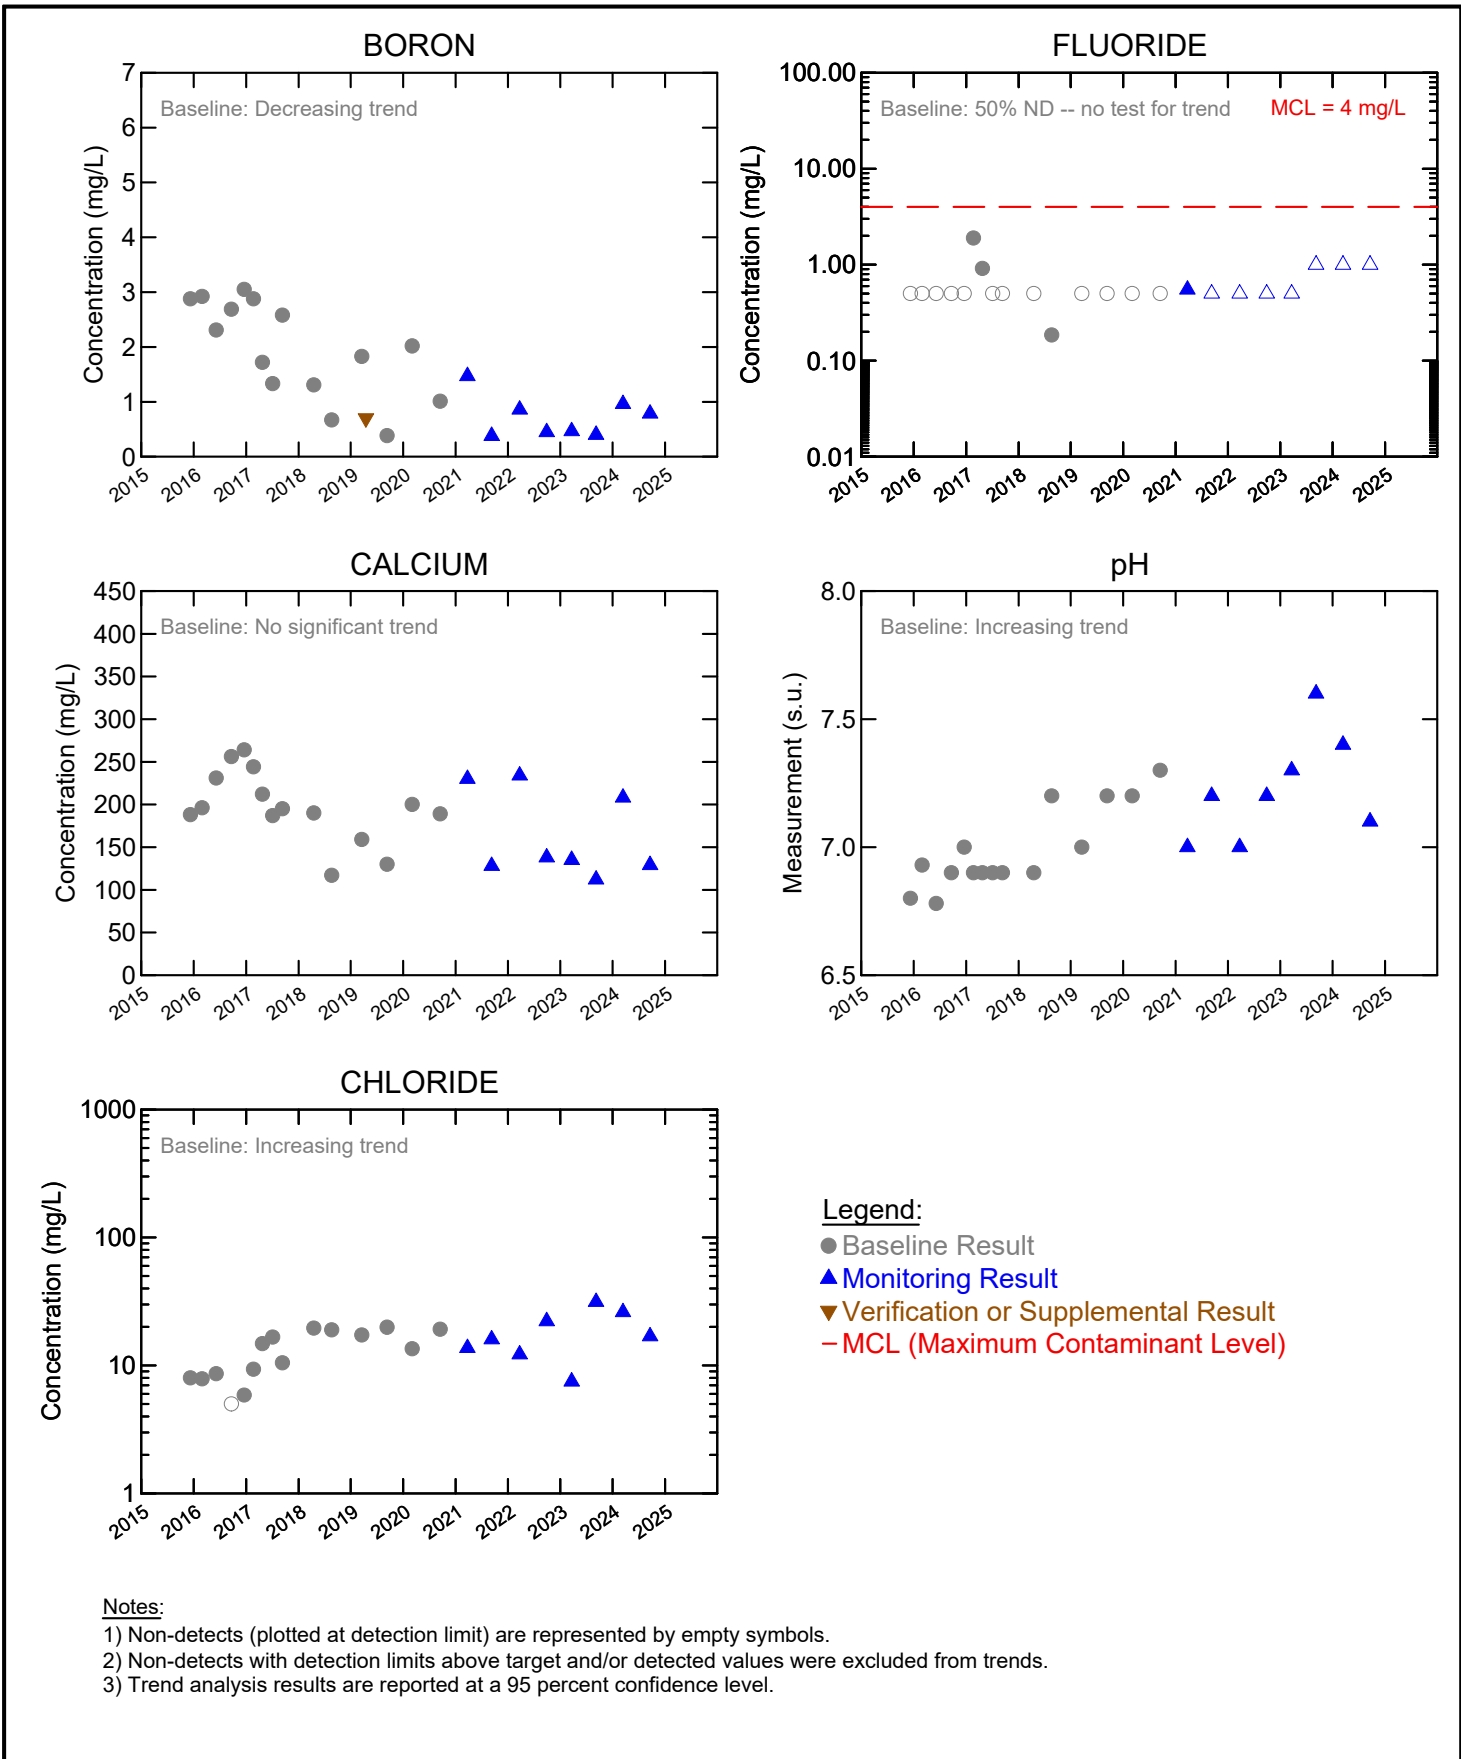 BORON
Baseline: Decreasing trend
Concentration (mg/L)
7
6
5
4
3
2
1
0
2015 2016 2017 2018 2019 2020 2021 2022 2023 2024 2025
FLUORIDE
Baseline: 50% ND -- no test for trend
MCL = 4 mg/L
Concentration (mg/L)
100.00
10.00
1.00
0.10
0.01
2015 2016 2017 2018 2019 2020 2021 2022 2023 2024 2025
CALCIUM
Baseline: No significant trend
Concentration (mg/L)
450
400
350
300
250
200
150
100
50
0
2015 2016 2017 2018 2019 2020 2021 2022 2023 2024 2025
pH
Baseline: Increasing trend
Measurement (s.u.)
8.0
7.5
7.0
6.5
2015 2016 2017 2018 2019 2020 2021 2022 2023 2024 2025
CHLORIDE
Baseline: Increasing trend
Concentration (mg/L)
1000
100
10
1
2015 2016 2017 2018 2019 2020 2021 2022 2023 2024 2025
Legend:
Baseline Result
Monitoring Result
Verification or Supplemental Result
MCL (Maximum Contaminant Level)
Notes:
1) Non-detects (plotted at detection limit) are represented by empty symbols.
2) Non-detects with detection limits above target and/or detected values were excluded from trends.
3) Trend analysis results are reported at a 95 percent confidence level.